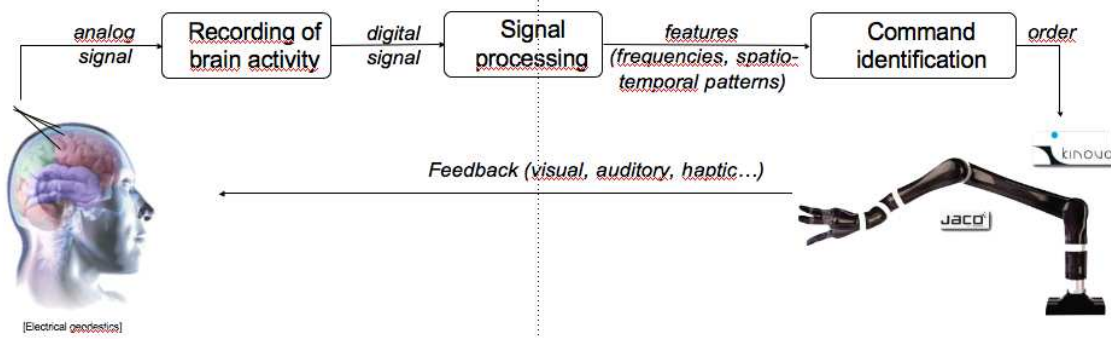 analog
signal
Recording of
brain activity
digital
signal
Signal
processing
features
(frequencies, spatio-
temporal patterns)
Command
identification
order
kinova
Feedback (visual, auditory, haptic...)
JACO
[Electrical geodestics]